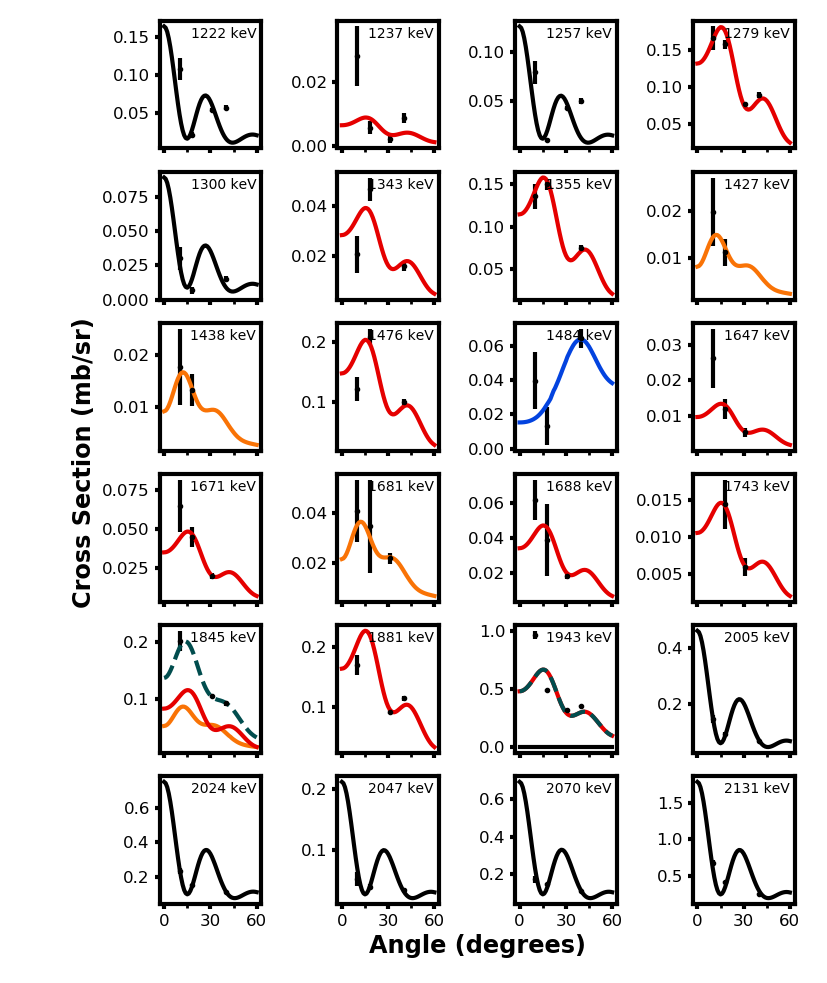 1222 keV
1237 keV
1257 keV
1279 keV
0.15
0.10
0.05
0.02
0.00
0.10
0.05
0.15
0.10
0.05
1300 keV
1343 keV
1355 keV
1427 keV
0.075
0.050
0.025
0.000
0.04
0.02
0.15
0.10
0.05
0.02
0.01
1438 keV
1476 keV
1484 keV
1647 keV
0.02
0.01
0.2
0.1
0.06
0.04
0.02
0.00
0.03
0.02
0.01
Cross Section (mb/sr)
1671 keV
1681 keV
1688 keV
1743 keV
0.075
0.050
0.025
0.04
0.02
0.06
0.04
0.02
0.015
0.010
0.005
1845 keV
1881 keV
1943 keV
2005 keV
0.2
0.1
0.2
0.1
1.0
0.5
0.0
0.4
0.2
2024 keV
2047 keV
2070 keV
2131 keV
0.6
0.4
0.2
0.2
0.1
0.6
0.4
0.2
1.5
1.0
0.5
0 30 60
0 30 60
0 30 60
0 30 60
Angle (degrees)